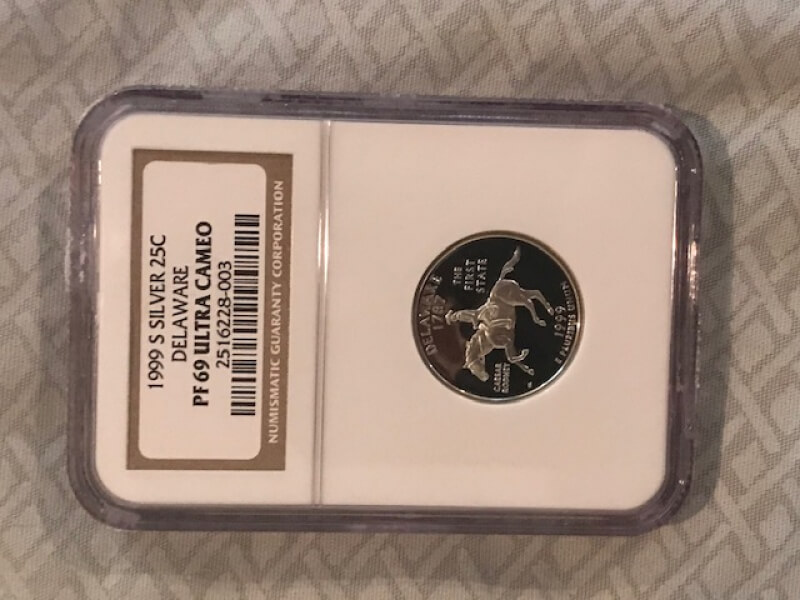 1999 S SILVER 25C
DELAWARE
PF 69 ULTRA CAMEO
2516228-003
NUMISMATIC GUARANTY CORPORATION
DELAWARE
1787
THE
FIRST
STATE
CAESAR
RODNEY
1999
E PLURIBUS UNUM